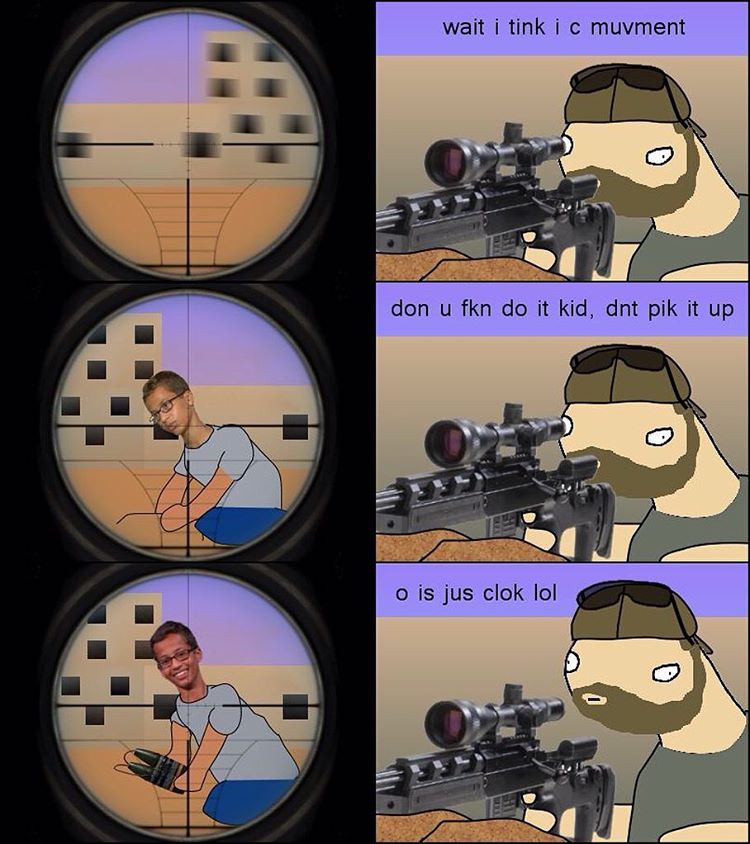 wait i tink i c muvment
don u fkn do it kid, dnt pik it up
o is jus clok lol